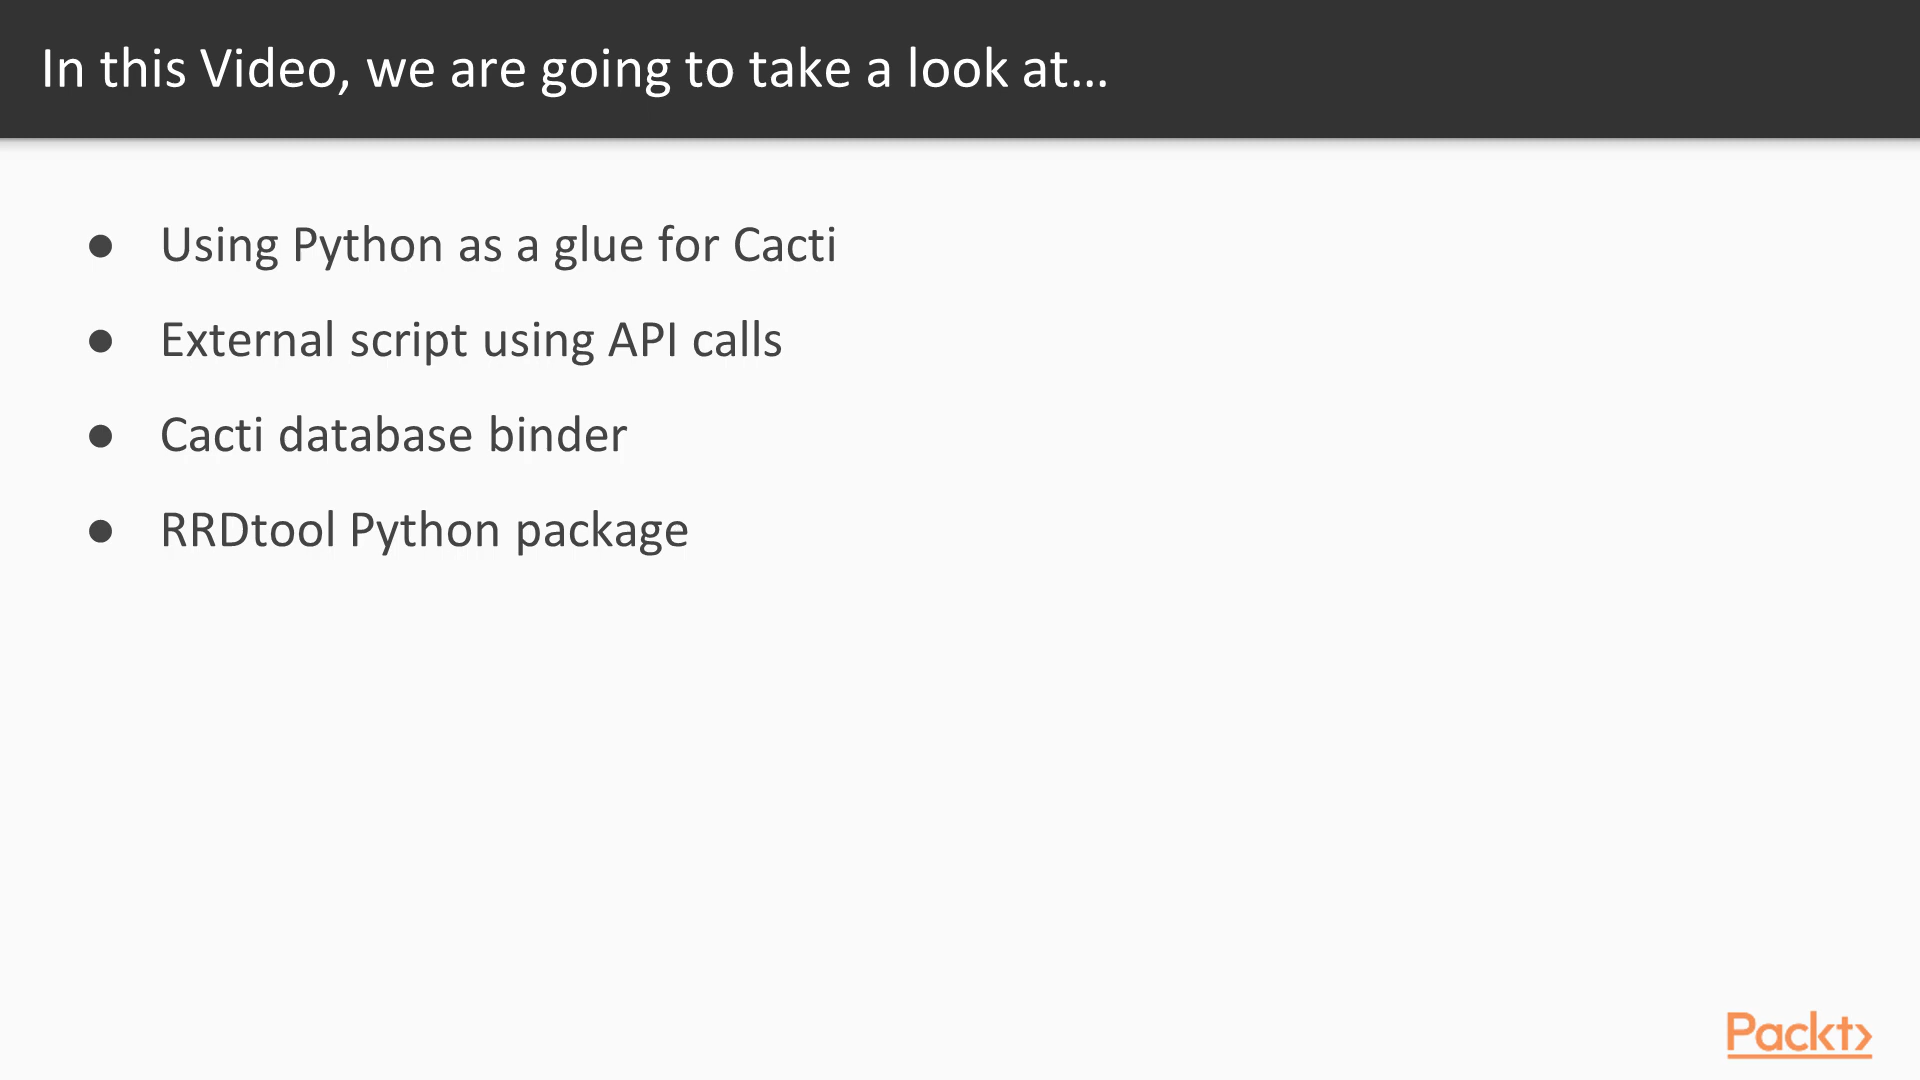 In this Video, we are going to take a look at...
● Using Python as a glue for Cacti
● External script using API calls
● Cacti database binder
● RRDtool Python package
Packt>